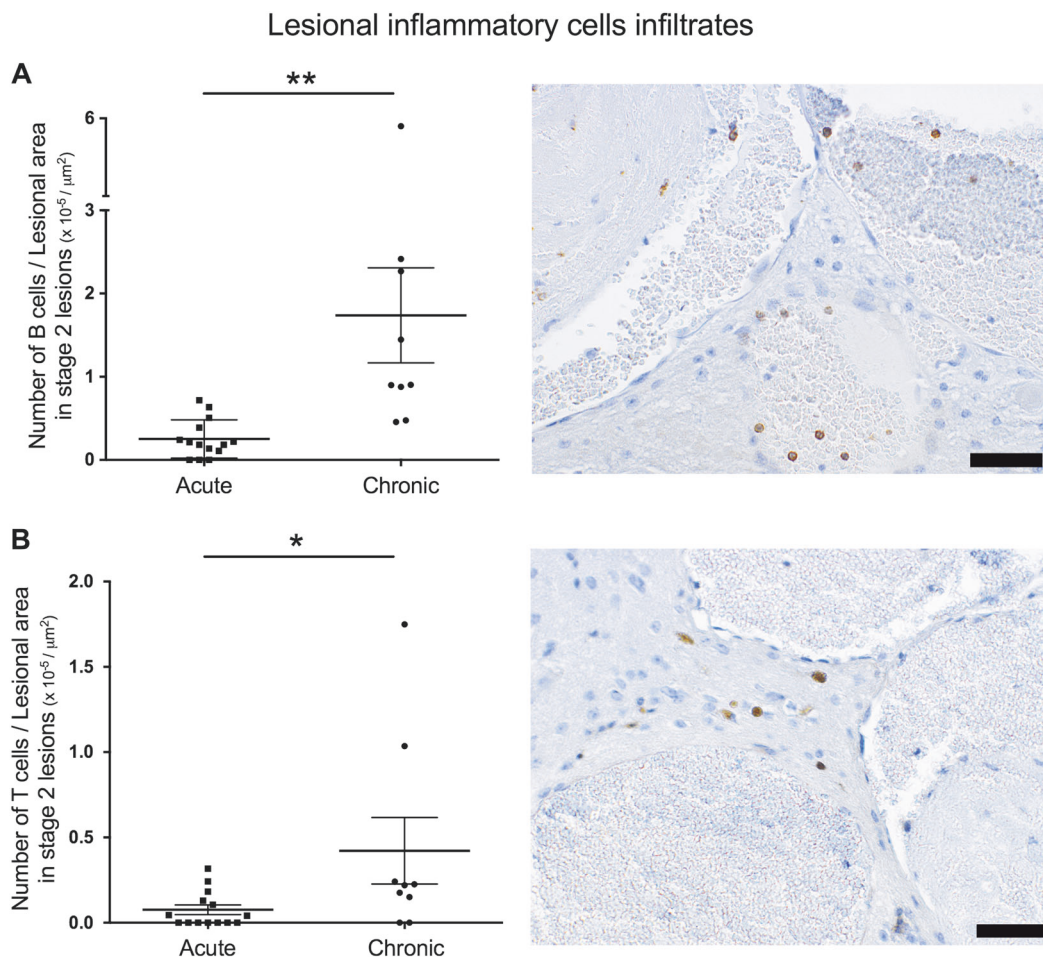 Lesional inflammatory cells infiltrates
A
**
Number of B cells / Lesional area
in stage 2 lesions (x 10⁻⁵ / μm²)
6
3
2
1
0
Acute Chronic
B
*
Number of T cells / Lesional area
in stage 2 lesions (x 10⁻⁵ / μm²)
2.0
1.5
1.0
0.5
0.0
Acute Chronic